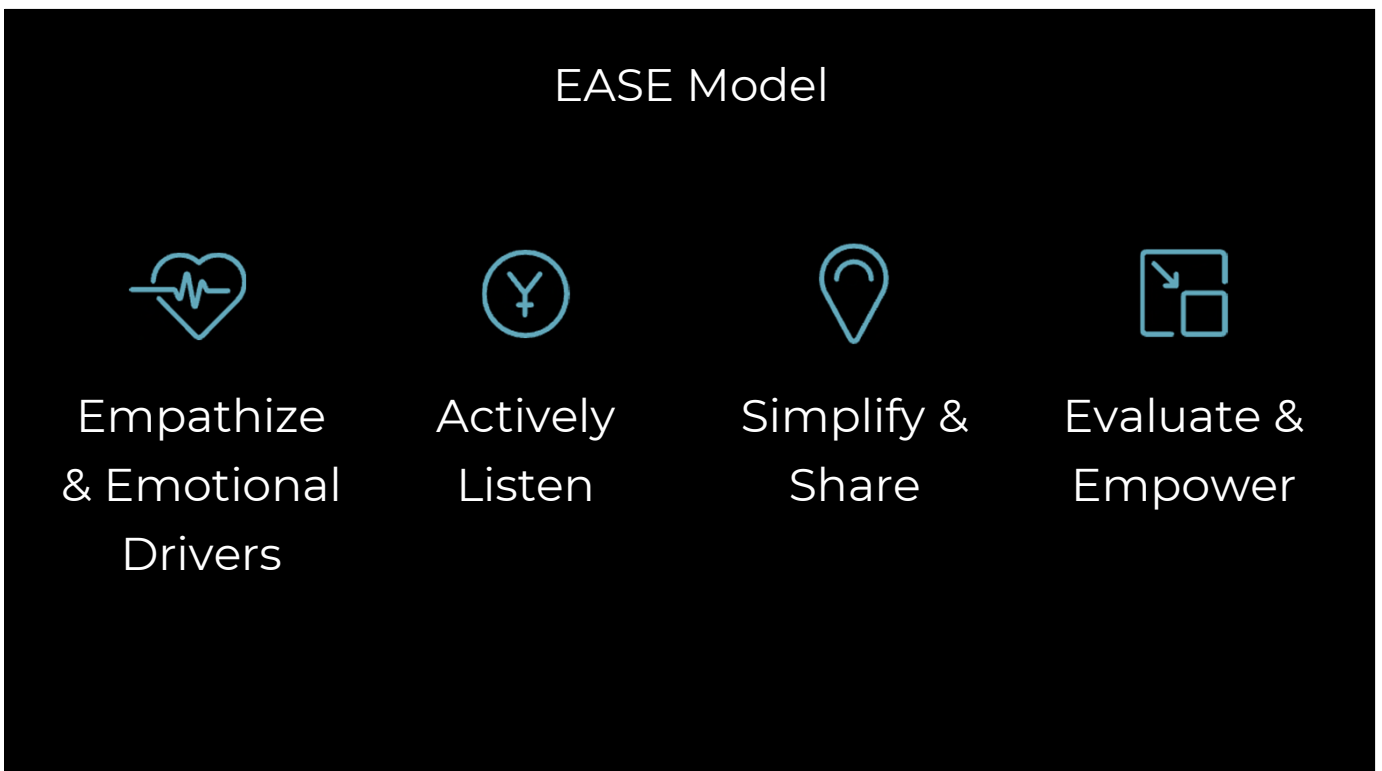 EASE Model
Empathize
& Emotional
Drivers
Actively
Listen
Simplify &
Share
Evaluate &
Empower